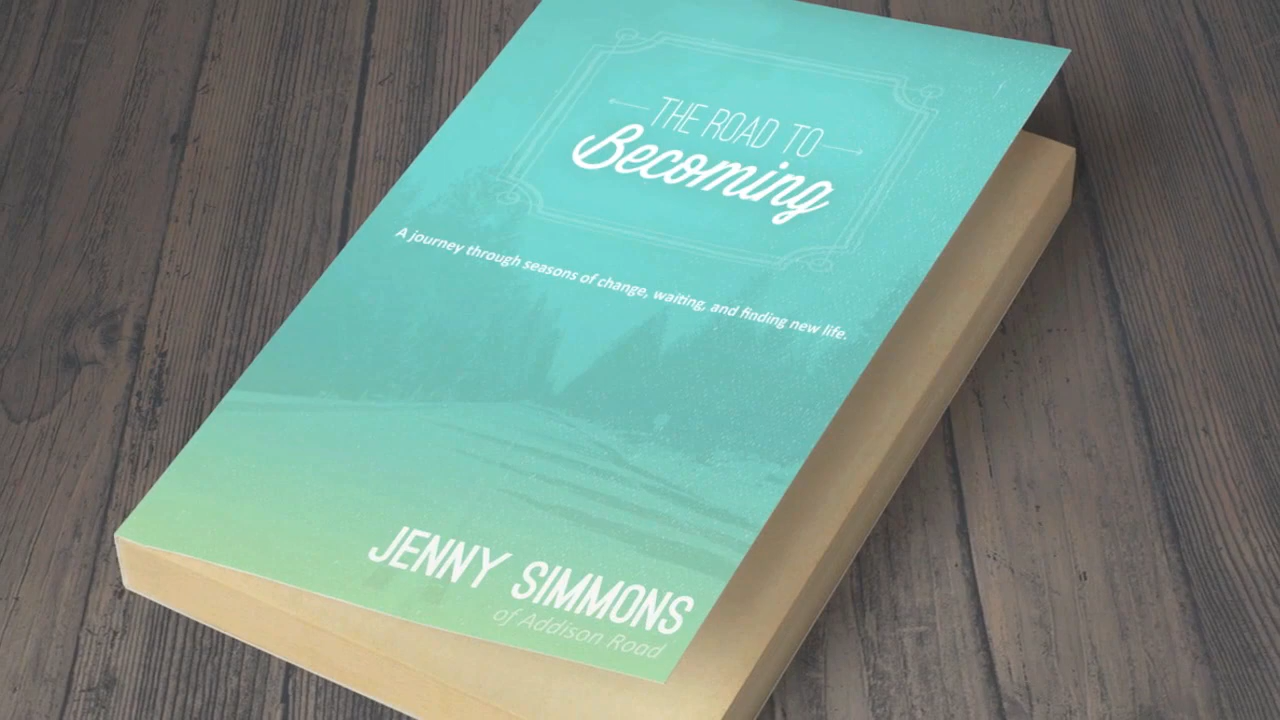 THE ROAD TO
Becoming
A journey through seasons of change, waiting, and finding new life.
JENNY SIMMONS
of Addison Road